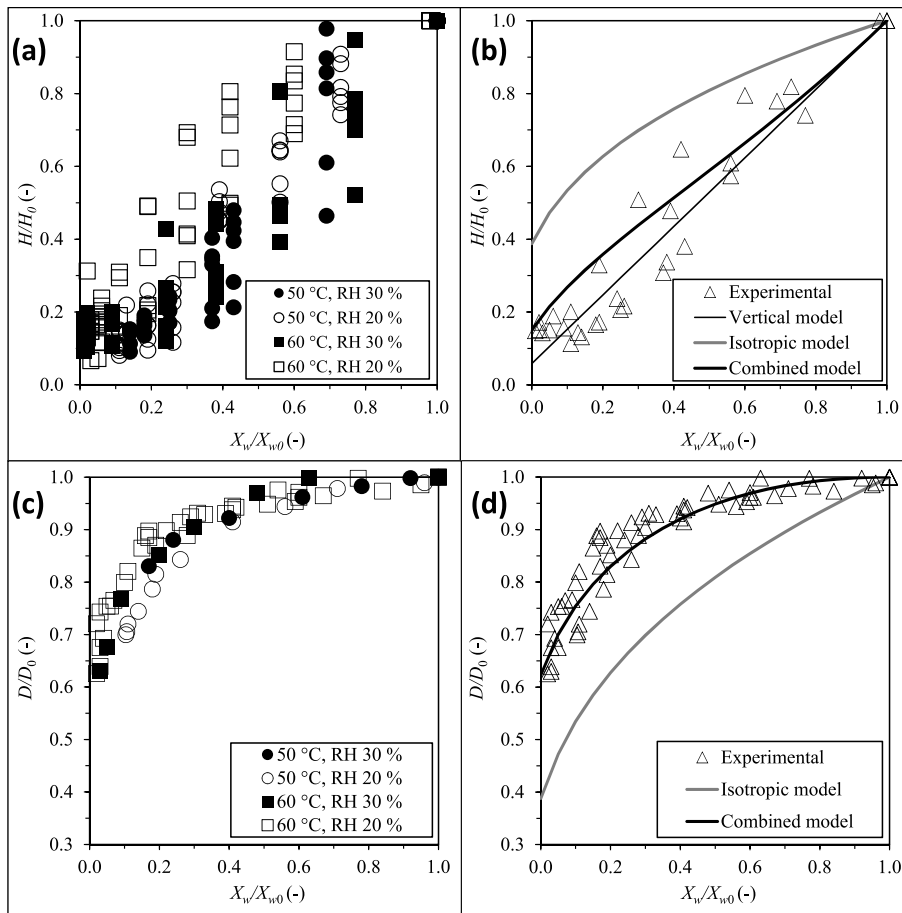 (a)
1.0
0.8
0.6
0.4
0.2
0.0
H/H0 (-)
50 °C, RH 30 %
50 °C, RH 20 %
60 °C, RH 30 %
60 °C, RH 20 %
0.0 0.2 0.4 0.6 0.8 1.0
Xw/Xw0 (-)
(b)
1.0
0.8
0.6
0.4
0.2
0.0
H/H0 (-)
Experimental
Vertical model
Isotropic model
Combined model
0.0 0.2 0.4 0.6 0.8 1.0
Xw/Xw0 (-)
(c)
1.0
0.9
0.8
0.7
0.6
0.5
0.4
0.3
D/D0 (-)
50 °C, RH 30 %
50 °C, RH 20 %
60 °C, RH 30 %
60 °C, RH 20 %
0.0 0.2 0.4 0.6 0.8 1.0
Xw/Xw0 (-)
(d)
1.0
0.9
0.8
0.7
0.6
0.5
0.4
0.3
D/D0 (-)
Experimental
Isotropic model
Combined model
0.0 0.2 0.4 0.6 0.8 1.0
Xw/Xw0 (-)